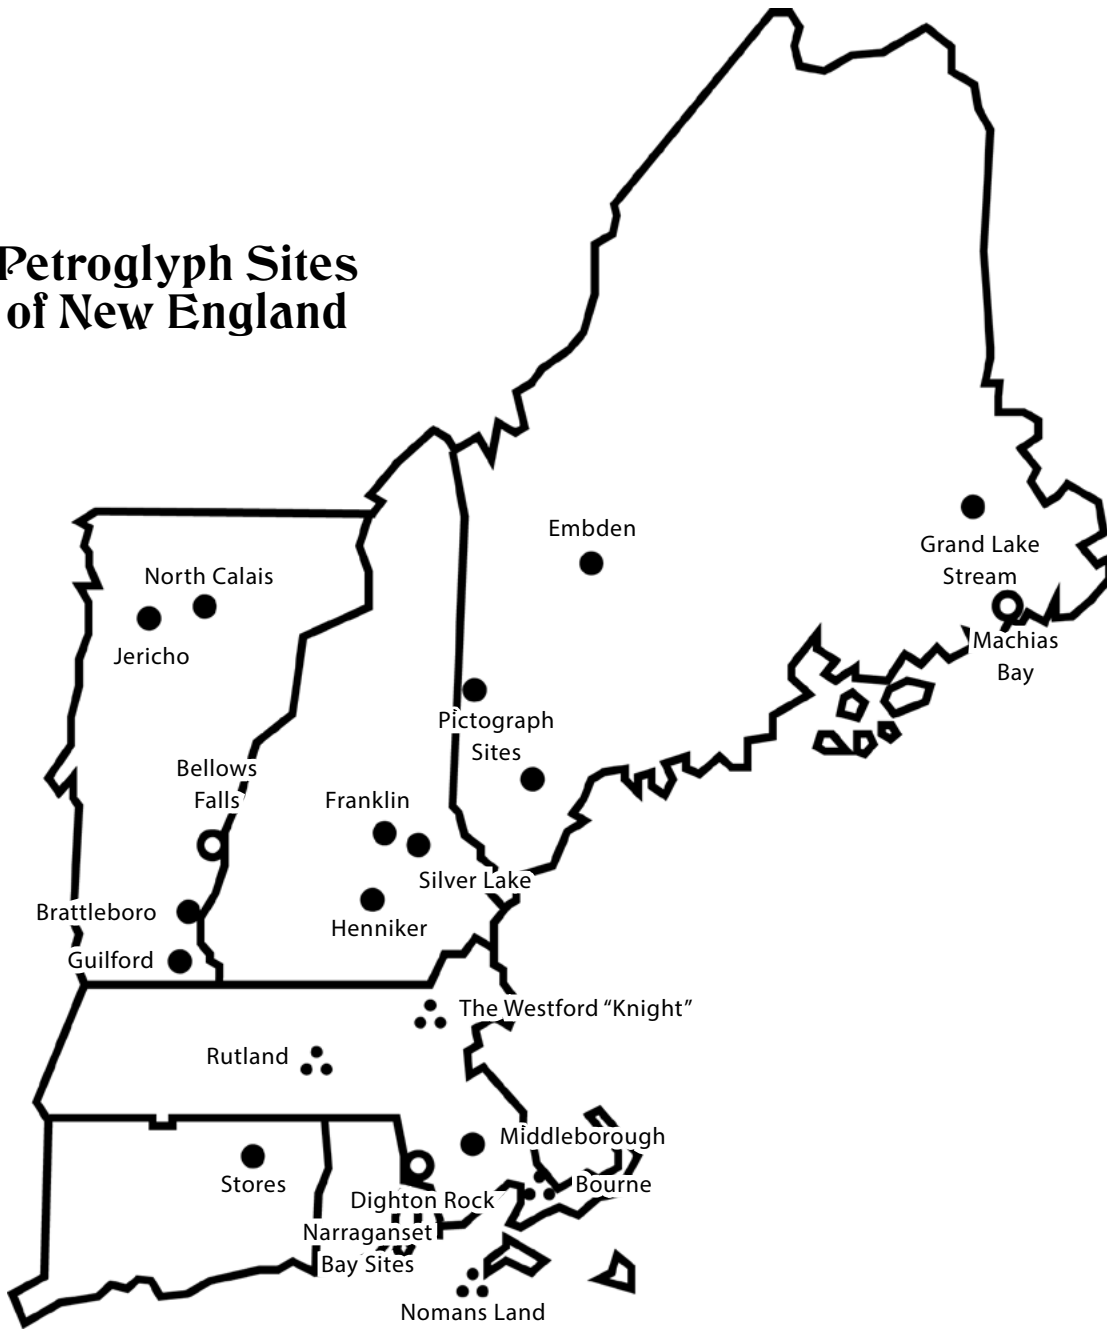 Petroglyph Sites
of New England
Embden
Grand Lake
Stream
North Calais
Jericho
Machias
Bay
Pictograph
Sites
Bellows
Falls
Franklin
Silver Lake
Brattleboro
Henniker
Guilford
The Westford “Knight”
Rutland
Middleborough
Stores
Bourne
Dighton Rock
Narraganset
Bay Sites
Nomans Land